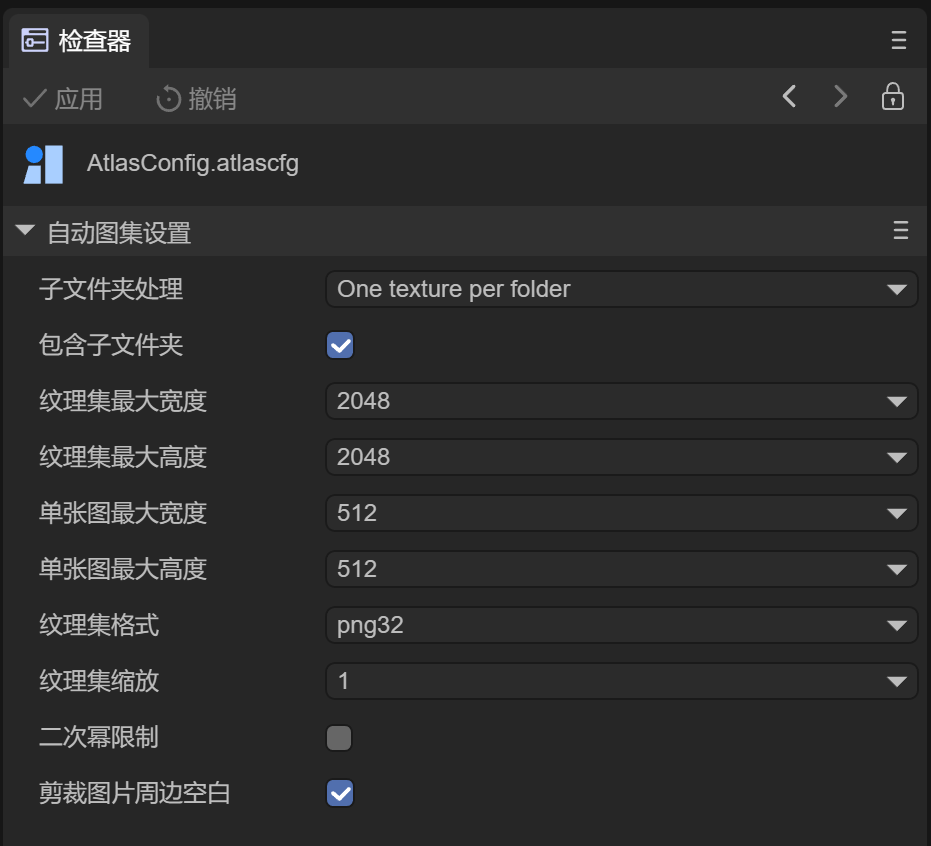 检查器
应用 撤销
AtlasConfig.atlascfg
自动图集设置
子文件夹处理 One texture per folder
包含子文件夹
纹理集最大宽度 2048
纹理集最大高度 2048
单张图最大宽度 512
单张图最大高度 512
纹理集格式 png32
纹理集缩放 1
二次幂限制
剪裁图片周边空白